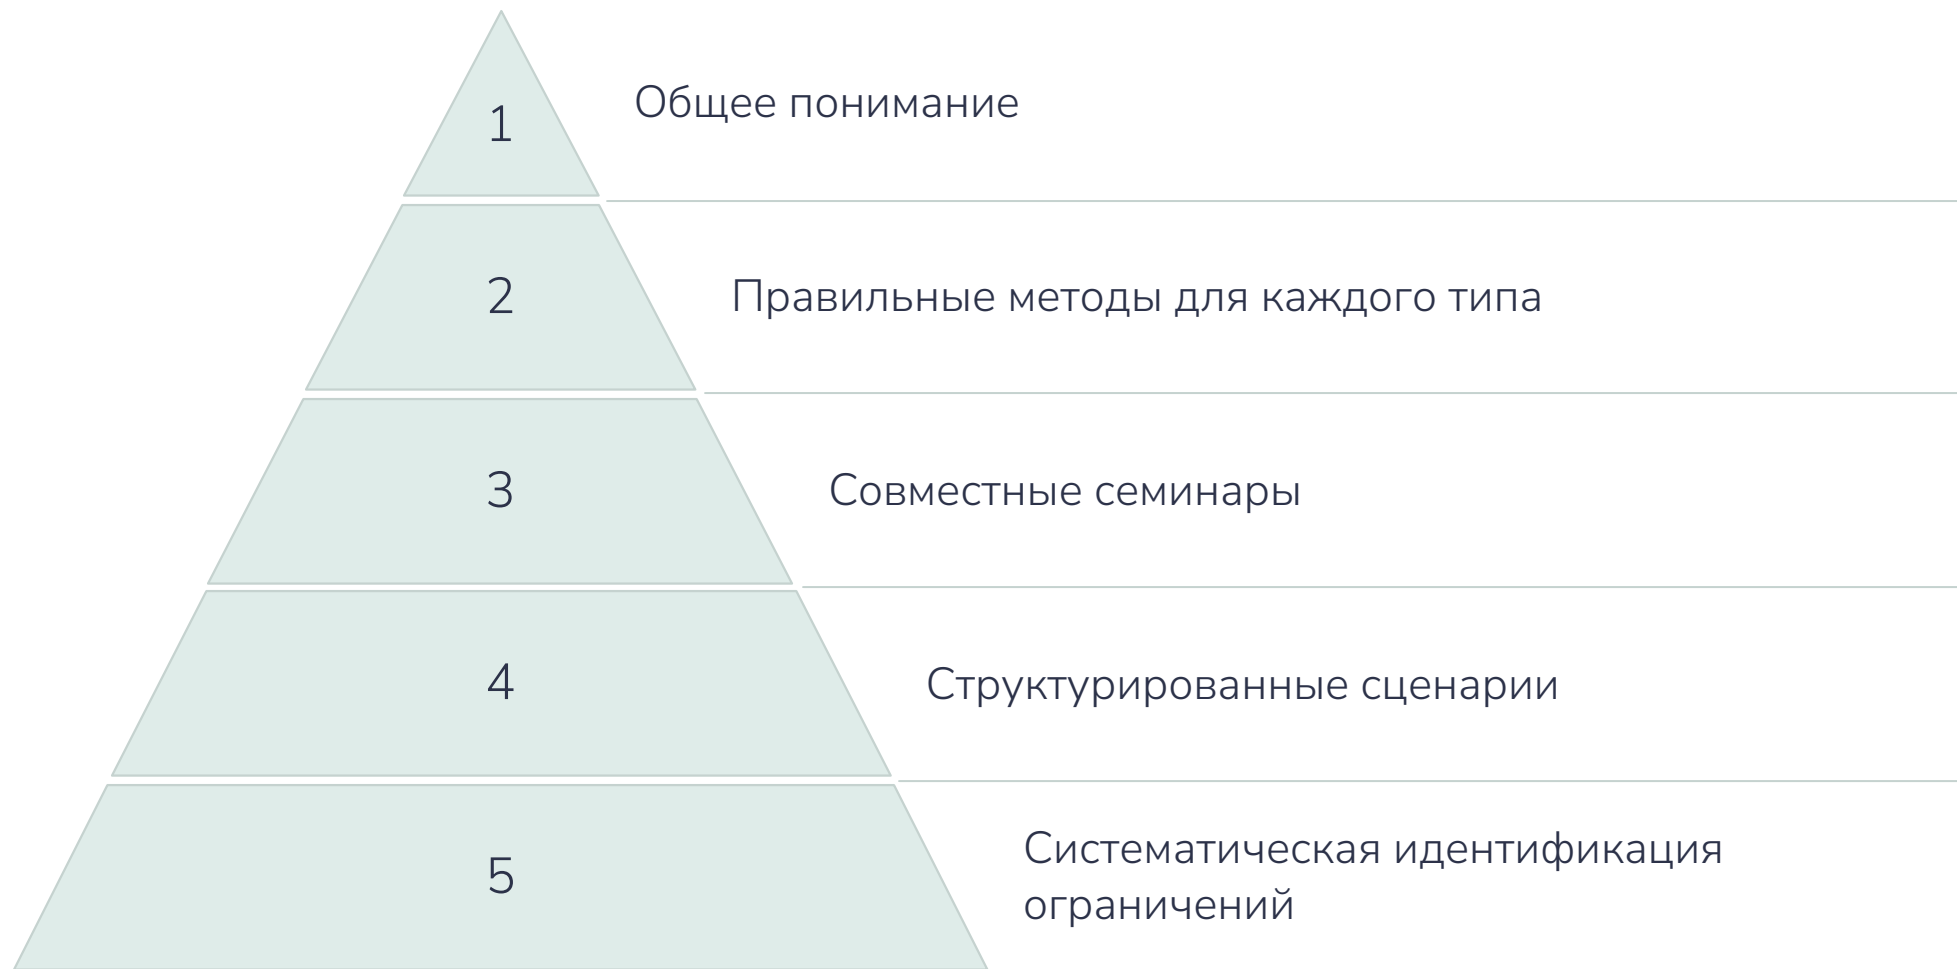 1
Общее понимание
2
Правильные методы для каждого типа
3
Совместные семинары
4
Структурированные сценарии
5
Систематическая идентификация
ограничений